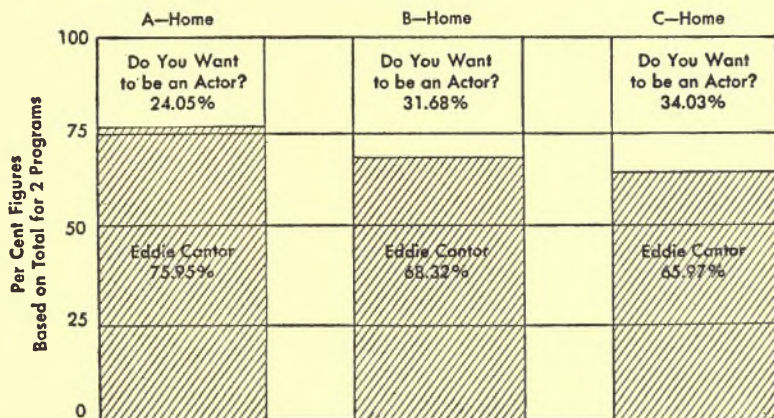 A—Home
B—Home
C—Home
100
75
50
25
0
Per Cent Figures
Based on Total for 2 Programs
Do You Want
to be an Actor?
24.05%
Eddie Cantor
75.95%
Do You Want
to be an Actor?
31.68%
Eddie Cantor
68.32%
Do You Want
to be an Actor?
34.03%
Eddie Cantor
65.97%